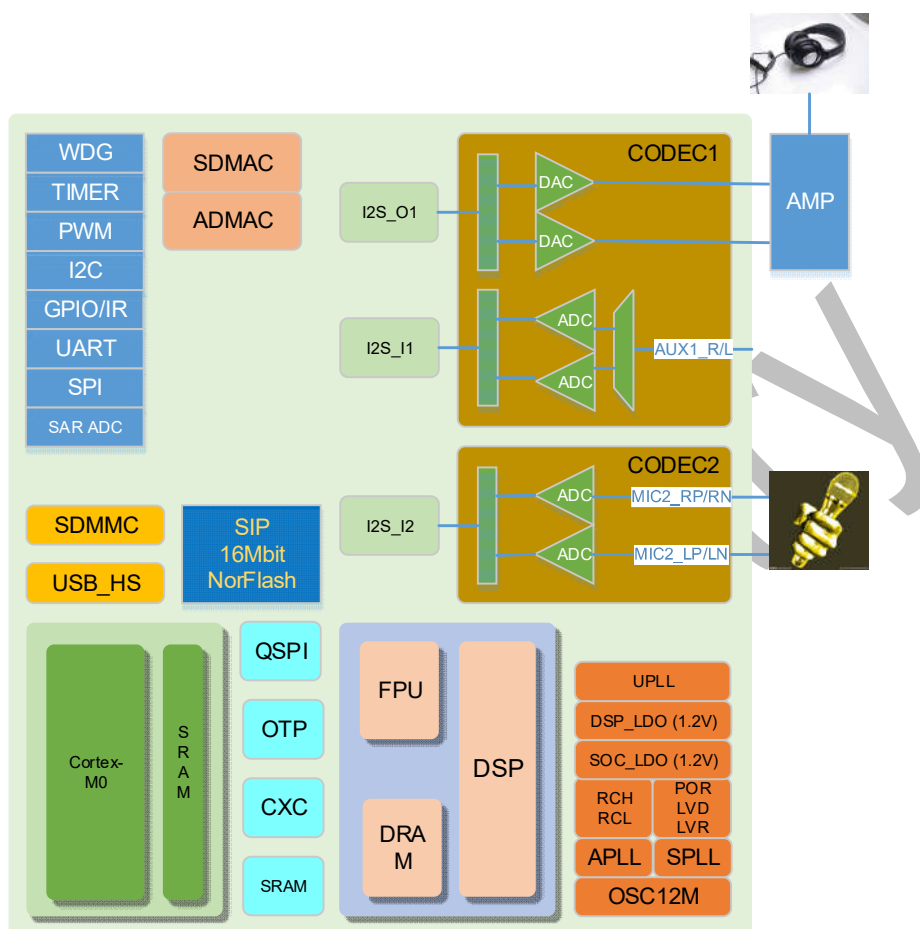 WDG
TIMER
PWM
I2C
GPIO/IR
UART
SPI
SAR ADC
SDMAC
ADMAC
I2S_O1
I2S_I1
I2S_I2
CODEC1
DAC
DAC
ADC
ADC
AUX1_R/L
AMP
CODEC2
ADC
ADC
MIC2_RP/RN
MIC2_LP/LN
SDMMC
USB_HS
SIP
16Mbit
NorFlash
Cortex-
M0
S
R
A
M
QSPI
OTP
CXC
SRAM
FPU
DRA
M
DSP
UPLL
DSP_LDO (1.2V)
SOC_LDO (1.2V)
RCH
RCL
POR
LVD
LVR
APLL
SPLL
OSC12M